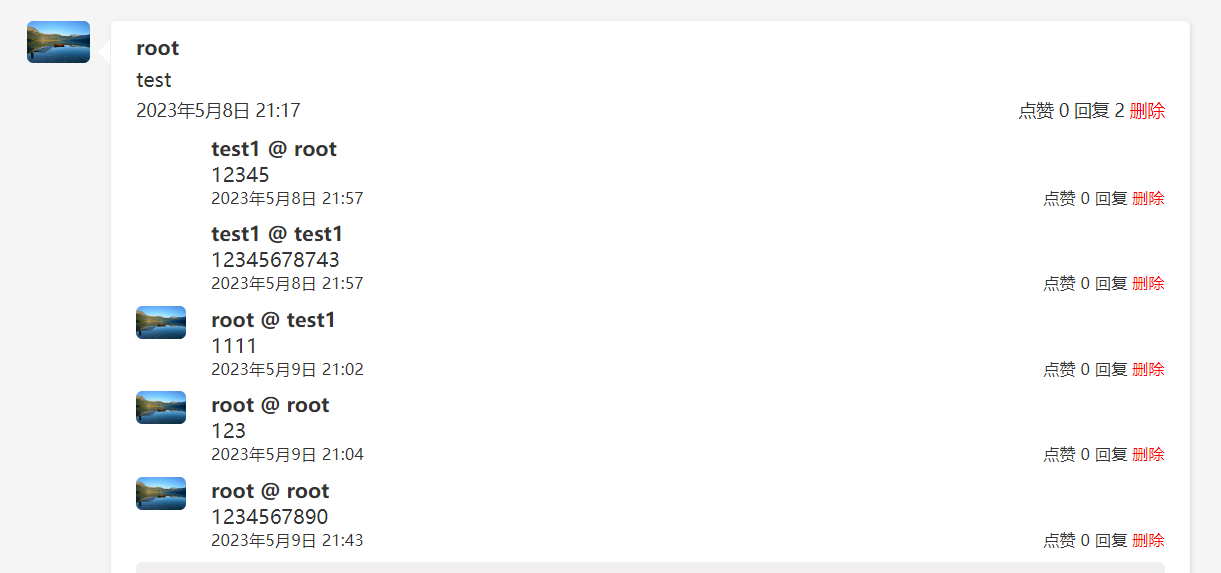 root
test
2023年5月8日 21:17 点赞 0 回复 2 删除
test1 @ root
12345
2023年5月8日 21:57 点赞 0 回复 删除
test1 @ test1
12345678743
2023年5月8日 21:57 点赞 0 回复 删除
root @ test1
1111
2023年5月9日 21:02 点赞 0 回复 删除
root @ root
123
2023年5月9日 21:04 点赞 0 回复 删除
root @ root
1234567890
2023年5月9日 21:43 点赞 0 回复 删除